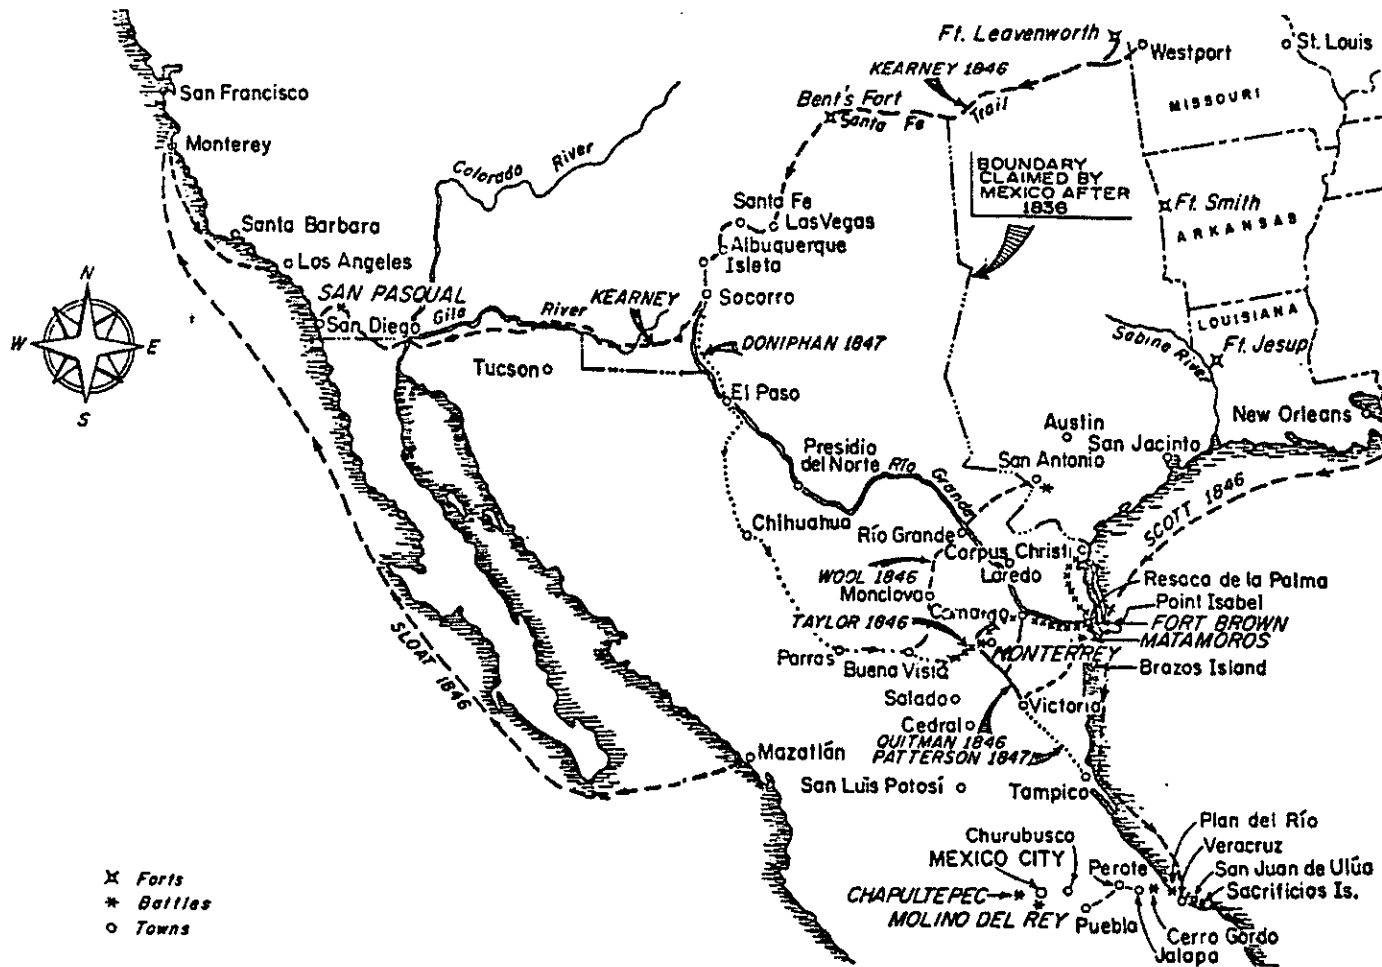 Ft. Leavenworth
Westport
St. Louis
KEARNEY 1846
MISSOURI
San Francisco
Bent's Fort
Santa Fe Trail
Monterey
Colorado River
BOUNDARY
CLAIMED BY
MEXICO AFTER
1836
Santa Fe
Las Vegas
Ft. Smith
ARKANSAS
Santa Barbara
Albuquerque
Isleta
Los Angeles
N
W
E
S
SAN PASQUAL
San Diego
Gila River
KEARNEY
Socorro
LOUISIANA
DONIPHAN 1847
Sabine River
Ft. Jesup
Tucson
El Paso
New Orleans
Austin
San Jacinto
Presidio
del Norte
Río Grande
San Antonio
SCOTT 1846
Chihuahua
Río Grande
Corpus Christi
Laredo
WOOL 1846
Monclova
Resaca de la Palma
Point Isabel
Camargo
FORT BROWN
TAYLOR 1846
MATAMOROS
Parras
Buena Vista
MONTERREY
Brazos Island
SLOAT 1846
Salado
Victoria
Cedral
QUITMAN 1846
PATTERSON 1847
Mazatlán
San Luis Potosí
Tampico
Plan del Río
Churubusco
Veracruz
MEXICO CITY
Perote
San Juan de Ulúa
CHAPULTEPEC
Sacrificios Is.
MOLINO DEL REY
Puebla
Cerro Gordo
Jalapa
Forts
Battles
Towns